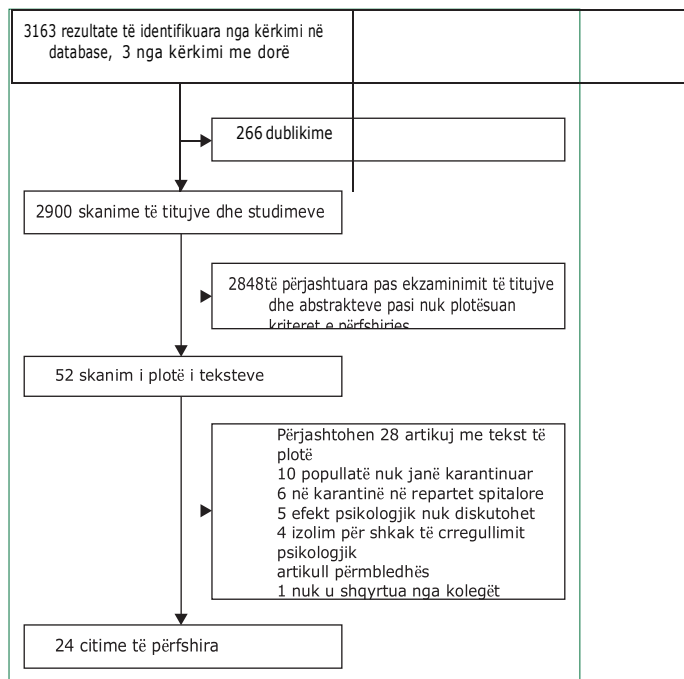 3163 rezultate të identifikuara nga kërkimi në
database, 3 nga kërkimi me dorë
266 dublikime
2900 skanime të titujve dhe studimeve
2848të përjashtuara pas ekzaminimit të titujve
dhe abstrakteve pasi nuk plotësuan
kriteret e përfshirjes
52 skanim i plotë i teksteve
Përjashtohen 28 artikuj me tekst të
plotë
10 popullatë nuk janë karantinuar
6 në karantinë në repartet spitalore
5 efekt psikologjik nuk diskutohet
4 izolim për shkak të crregullimit
psikologjik
artikull përmbledhës
1 nuk u shqyrtua nga kolegët
24 citime të përfshira